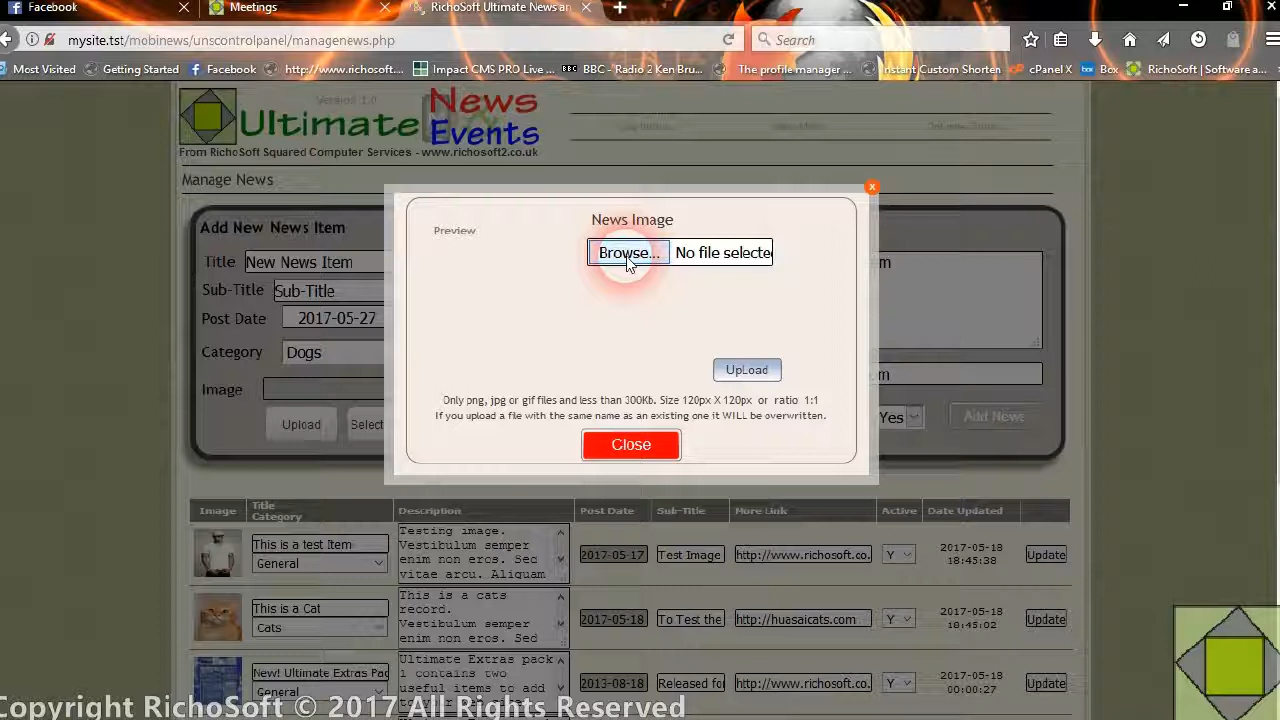 Facebook
Meetings
RichoSoft Ultimate News an
mysite.tst/mobinews/unscontrolpanel/managenews.php
Search
Most Visited
Getting Started
Facebook
http://www.richosoft....
Impact CMS PRO Live ...
BBC - Radio 2 Ken Bru...
The profile manager ...
Instant Custom Shorten
cPanel X
Box
RichoSoft | Software a...
Version 1.0
Ultimate News Events
From RichoSoft Squared Computer Services - www.richosoft2.co.uk
Manage News
Add New News Item
Title New News Item
Sub-Title Sub-Title
Post Date 2017-05-27
Category Dogs
Image
Upload
Select
Yes
Add News
x
News Image
Preview
Browse... No file selected
UpLoad
Only png, jpg or gif files and less than 300Kb. Size 120px X 120px or ratio 1:1
If you upload a file with the same name as an existing one it WILL be overwritten.
Close
Image Title Category Description Post Date Sub-Title More Link Active Date Updated
This is a test Item
General
Testing image.
Vestibulum semper
enim non eros. Sed
vitae arcu. Aliquam
2017-05-17
Test Image
http://www.richosoft.co.
Y
2017-05-18
18:45:38
Update
This is a Cat
Cats
This is a cats
record.
Vestibulum semper
enim non eros. Sed
2017-05-18
To Test the
http://huasaicats.com
Y
2017-05-18
18:45:02
Update
New! Ultimate Extras Pac
General
Ultimate Extras pack
1 contains two
useful items to add
2013-08-18
Released for
http://www.richosoft.co.
Y
2017-05-18
00:00:27
Update
Copyright RichoSoft © 2017 All Rights Reserved